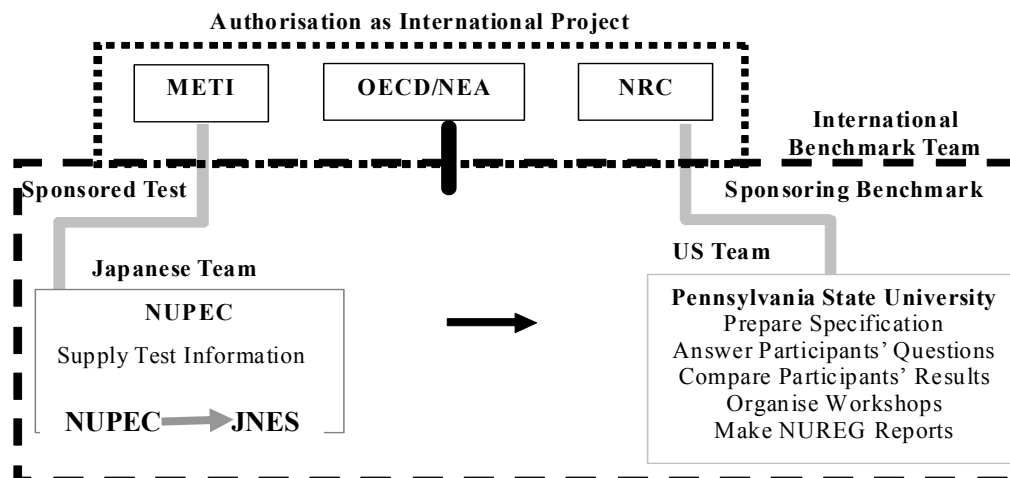 Authorisation as International Project
METI
OECD/NEA
NRC
International
Benchmark Team
Sponsored Test
Sponsoring Benchmark
Japanese Team
US Team
NUPEC
Supply Test Information
NUPEC
JNES
Pennsylvania State University
Prepare Specification
Answer Participants’ Questions
Compare Participants’ Results
Organise Workshops
Make NUREG Reports